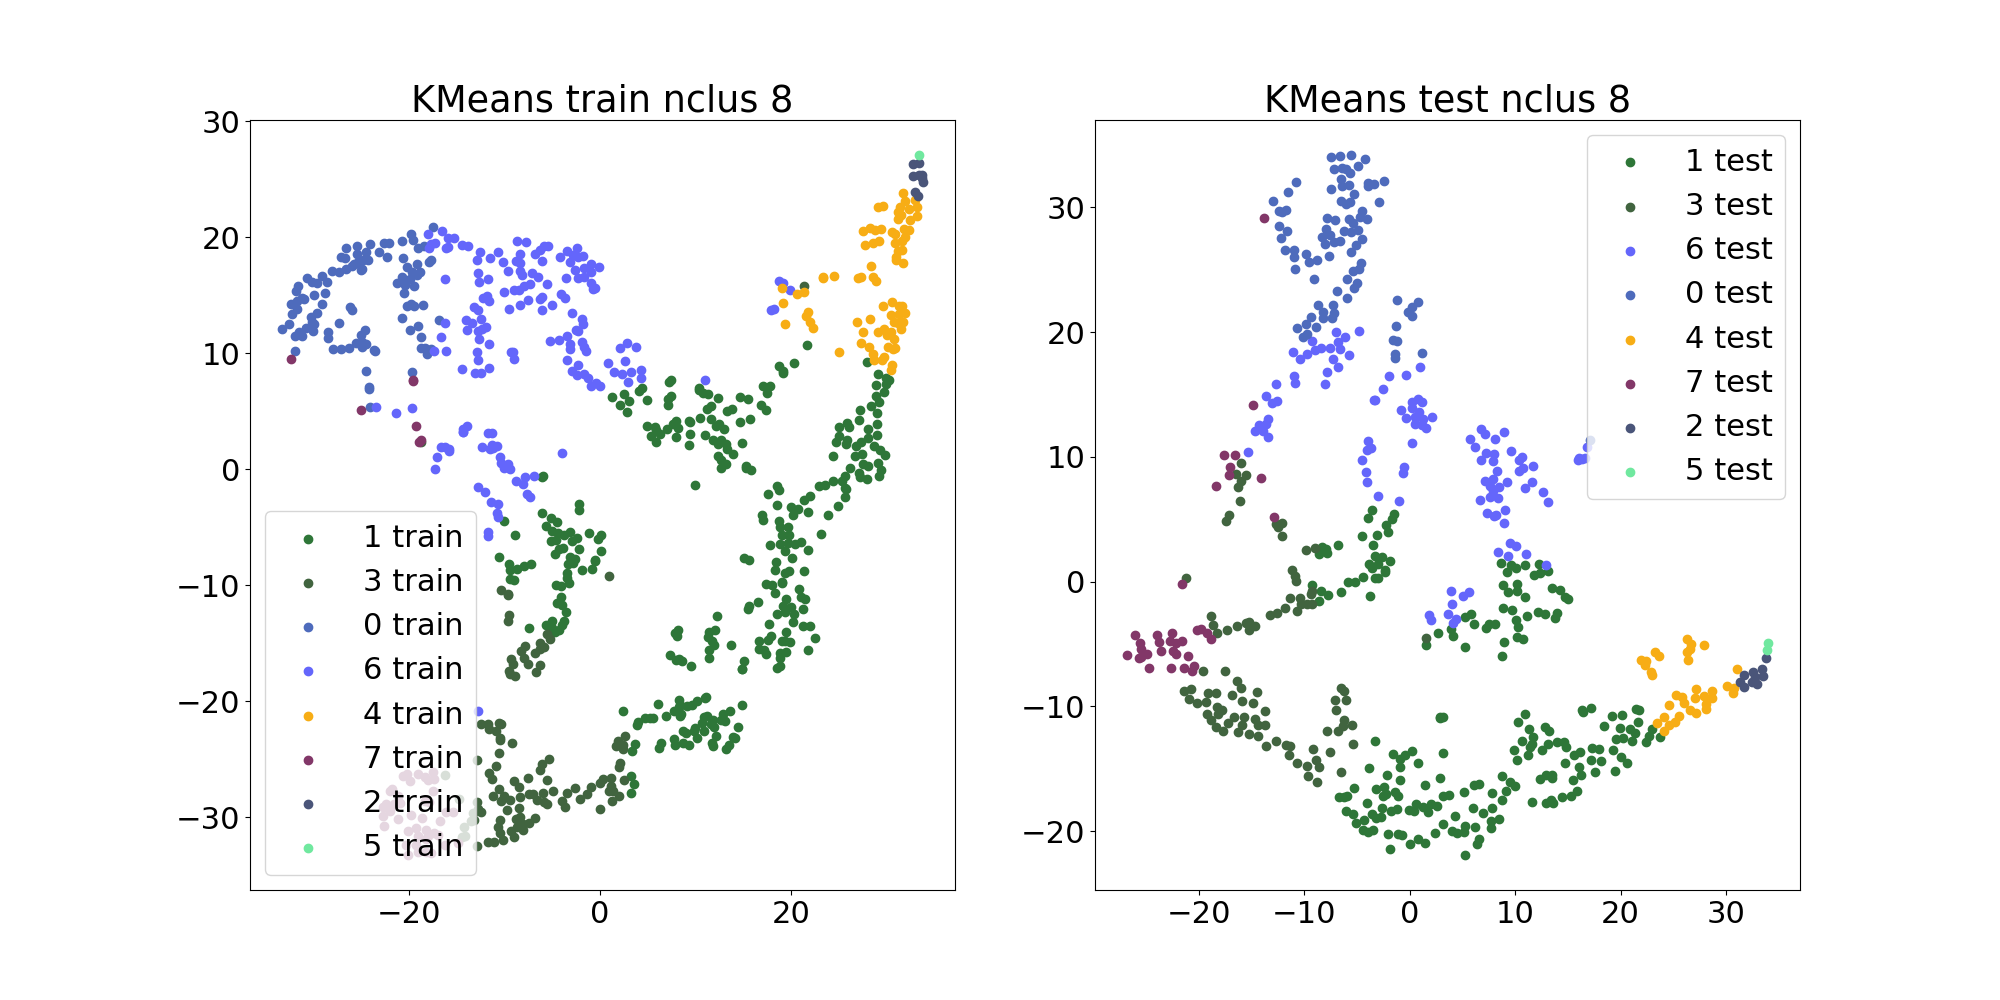 KMeans train nclus 8
30
20
10
0
−10
−20
−30
−20
0
20
1 train
3 train
0 train
6 train
4 train
7 train
2 train
5 train
KMeans test nclus 8
30
20
10
0
−10
−20
−20
−10
0
10
20
30
1 test
3 test
6 test
0 test
4 test
7 test
2 test
5 test